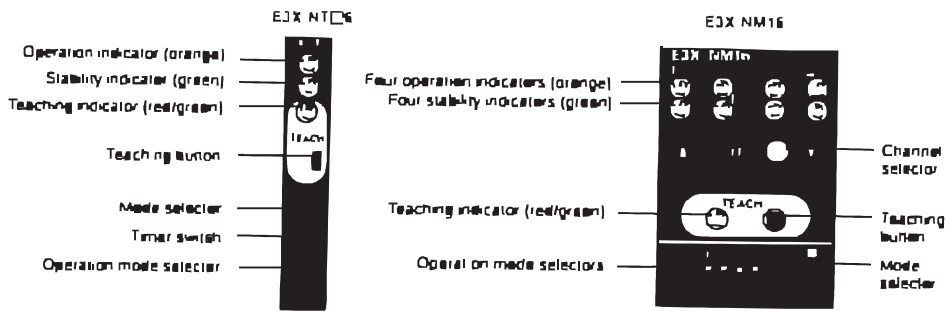 E3X NT□6
Operation indicator (orange)
Stability indicator (green)
Teaching indicator (red/green)
TEACH
Teaching button
Mode selector
Timer switch
Operation mode selector
E3X NM16
E3X NM16
Four operation indicators (orange)
Four stability indicators (green)
Channel
selector
Teaching indicator (red/green)
TEACH
Teaching
button
Operation mode selectors
Mode
selector